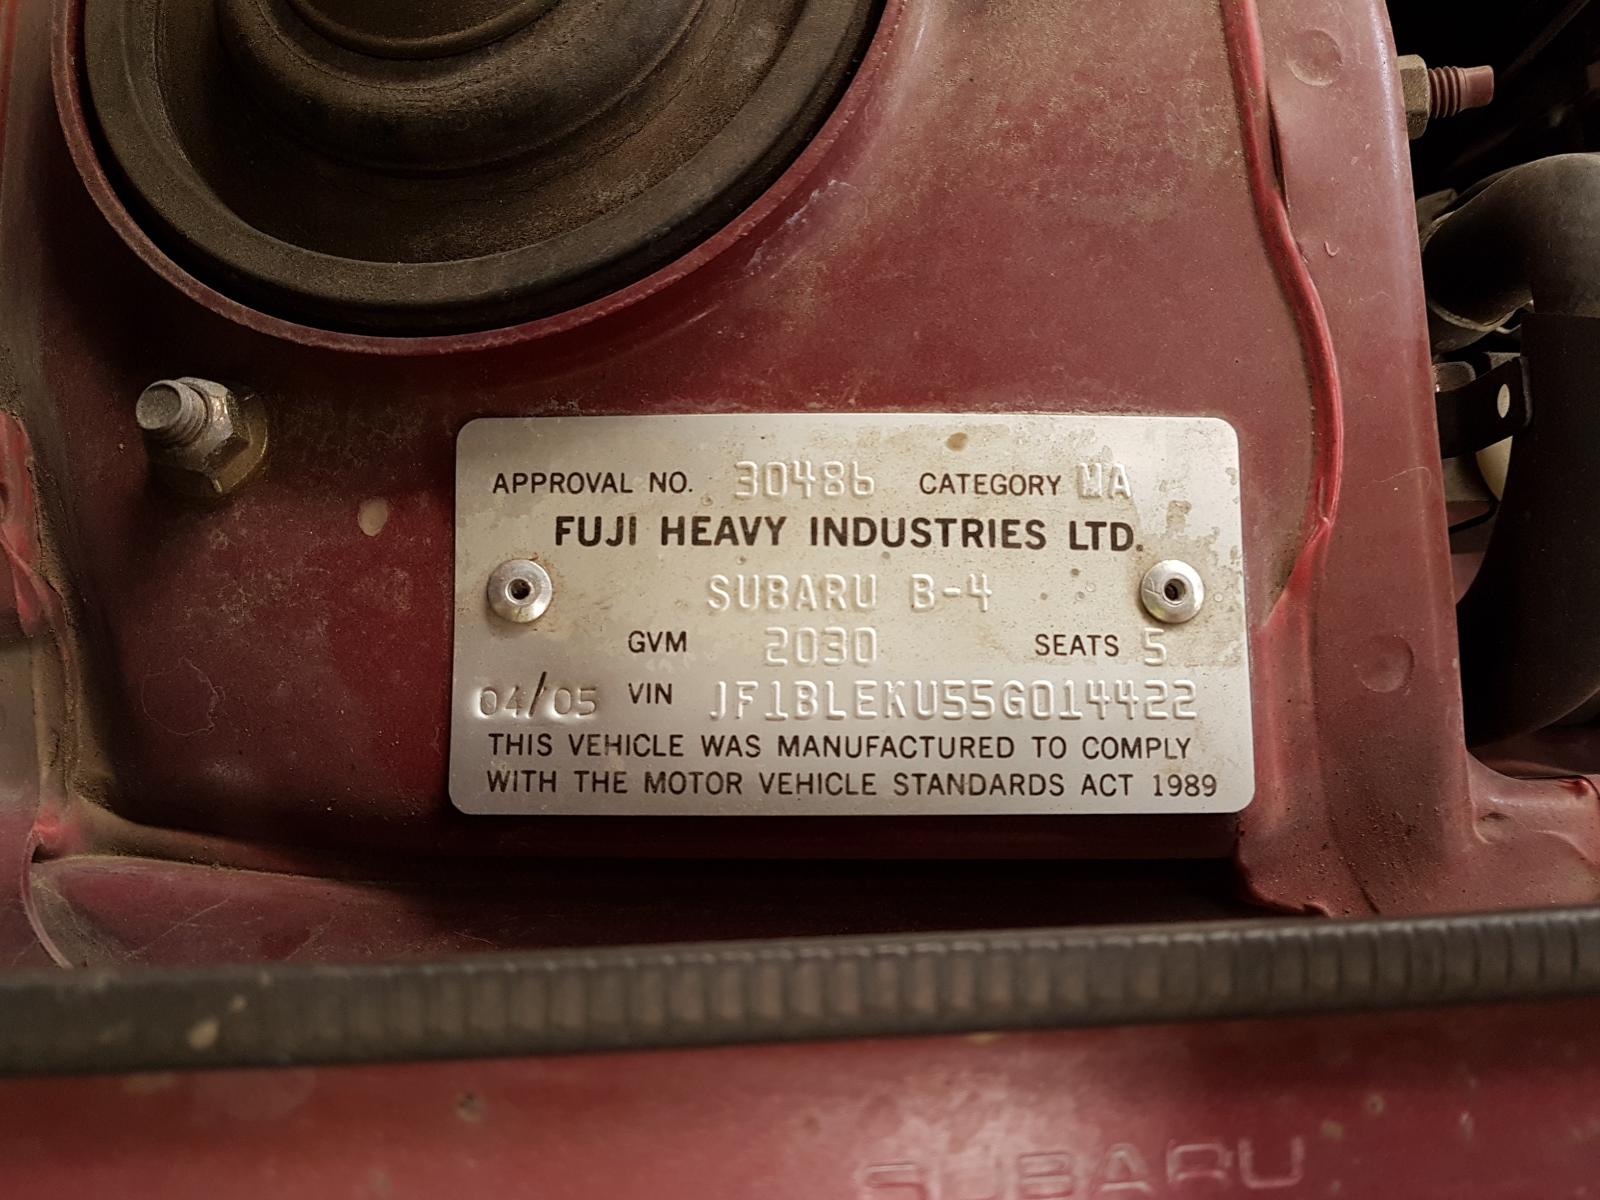 APPROVAL NO. 30486 CATEGORY MA
FUJI HEAVY INDUSTRIES LTD.
SUBARU B-4
GVM 2030 SEATS 5
04/05 VIN JF1BLEKU55G014422
THIS VEHICLE WAS MANUFACTURED TO COMPLY
WITH THE MOTOR VEHICLE STANDARDS ACT 1989
SUBARU